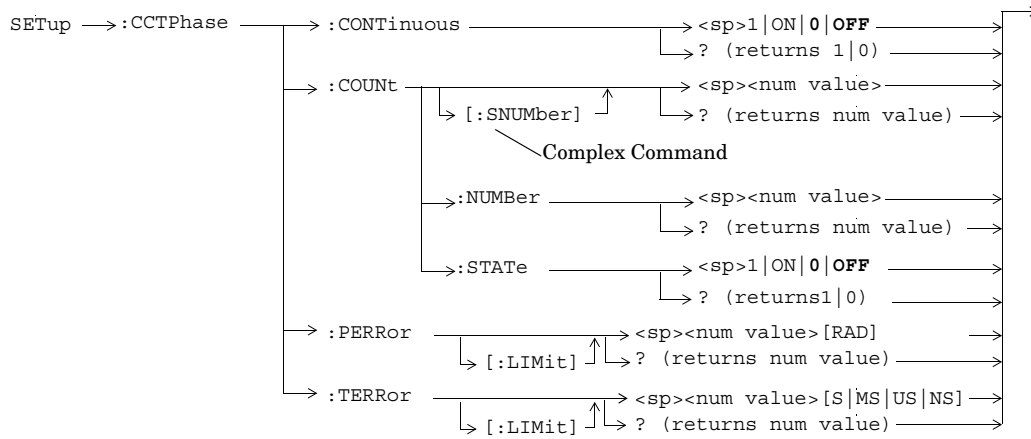 SETup :CCTPhase :CONTinuous <sp>1|ON|0|OFF
? (returns 1|0)
:COUNt <sp><num value>
[:SNUMber] ? (returns num value)
Complex Command
:NUMBer <sp><num value>
? (returns num value)
:STATe <sp>1|ON|0|OFF
? (returns1|0)
:PERRor <sp><num value>[RAD]
[:LIMit] ? (returns num value)
:TERRor <sp><num value>[S|MS|US|NS]
[:LIMit] ? (returns num value)